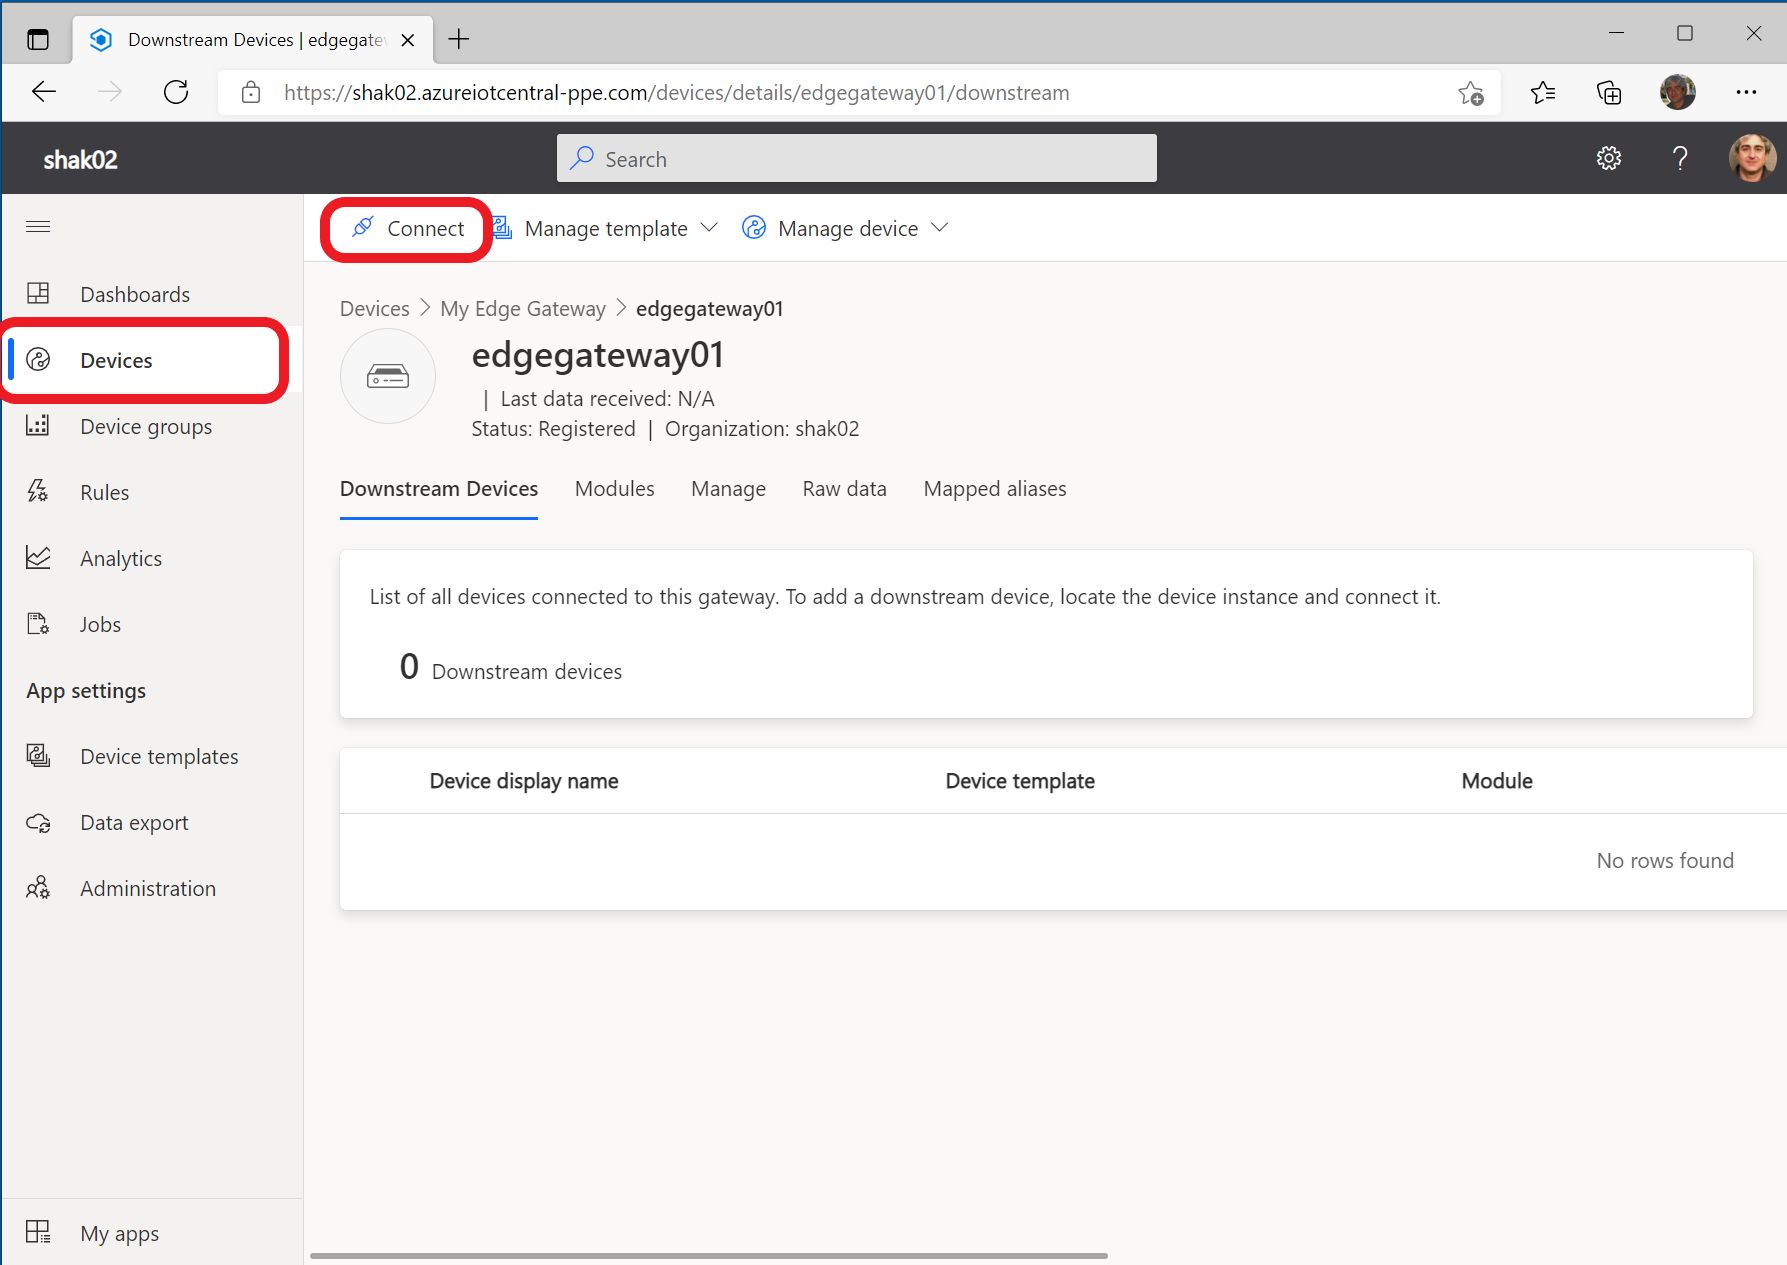 Downstream Devices | edgegatew
https://shak02.azureiotcentral-ppe.com/devices/details/edgegateway01/downstream
shak02
Search
Connect
Manage template
Manage device
Dashboards
Devices
Device groups
Rules
Analytics
Jobs
App settings
Device templates
Data export
Administration
My apps
Devices > My Edge Gateway > edgegateway01
edgegateway01
| Last data received: N/A
Status: Registered | Organization: shak02
Downstream Devices
Modules
Manage
Raw data
Mapped aliases
List of all devices connected to this gateway. To add a downstream device, locate the device instance and connect it.
0 Downstream devices
Device display name
Device template
Module
No rows found